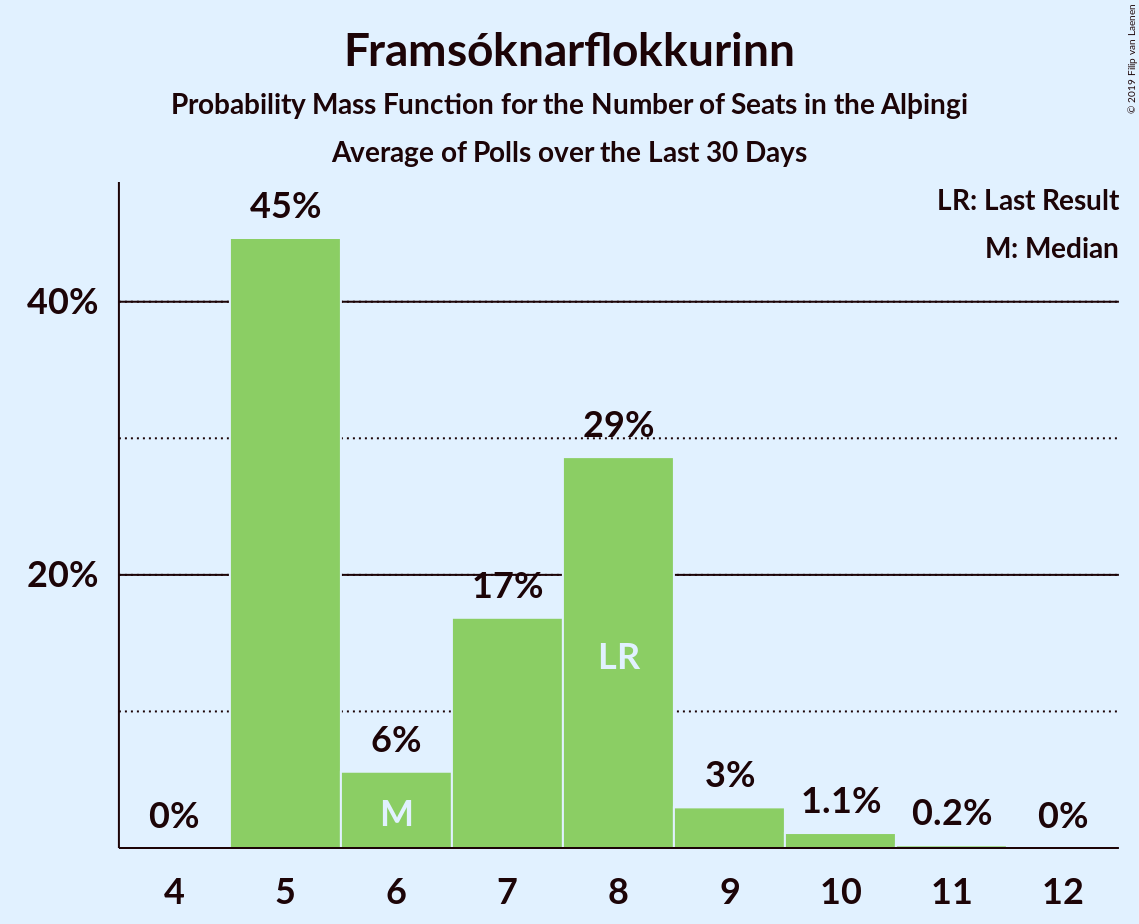 Framsóknarflokkurinn
Probability Mass Function for the Number of Seats in the Alþingi
Average of Polls over the Last 30 Days
© 2019 Filip van Laenen
LR: Last Result
M: Median
45%
40%
29%
20%
17%
LR
6%
M
3%
1.1%
0.2%
0%
0%
4 5 6 7 8 9 10 11 12